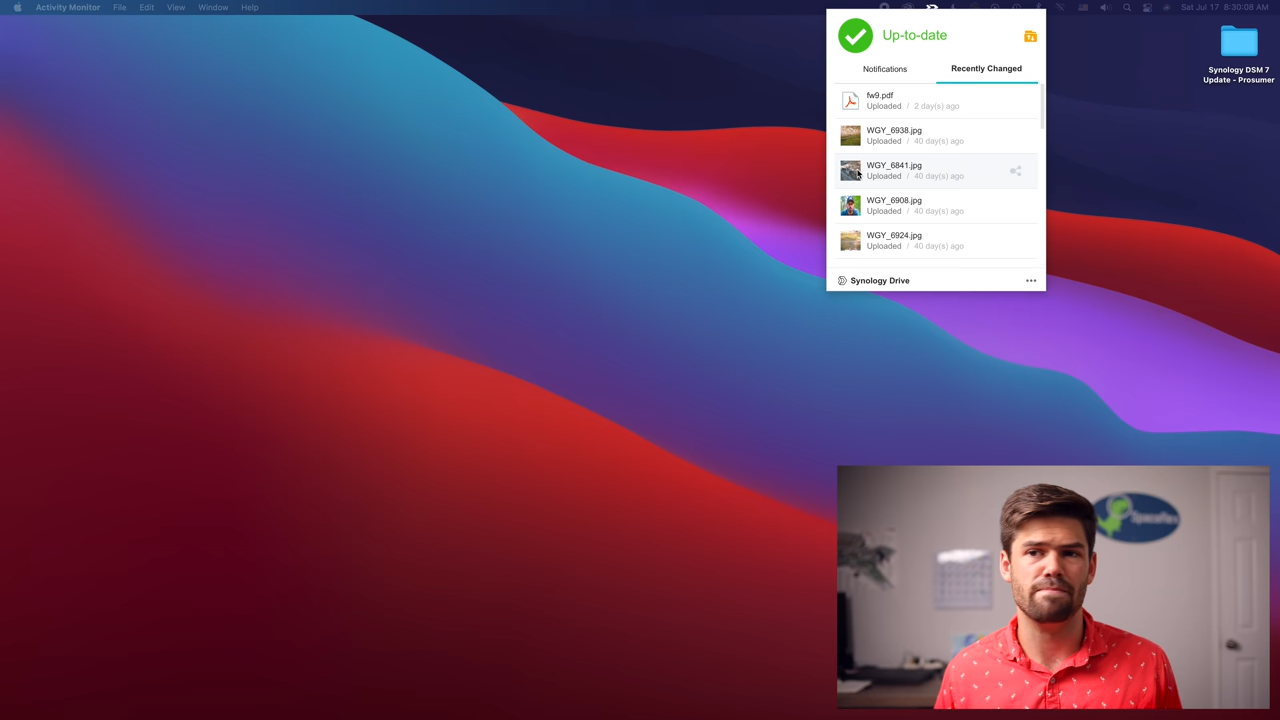 Activity Monitor File Edit View Window Help
Sat Jul 17 8:30:08 AM
Up-to-date
Notifications Recently Changed
fw9.pdf
Uploaded / 2 day(s) ago
WGY_6938.jpg
Uploaded / 40 day(s) ago
WGY_6841.jpg
Uploaded / 40 day(s) ago
WGY_6908.jpg
Uploaded / 40 day(s) ago
WGY_6924.jpg
Uploaded / 40 day(s) ago
Synology Drive
Synology DSM 7
Update - Prosumer